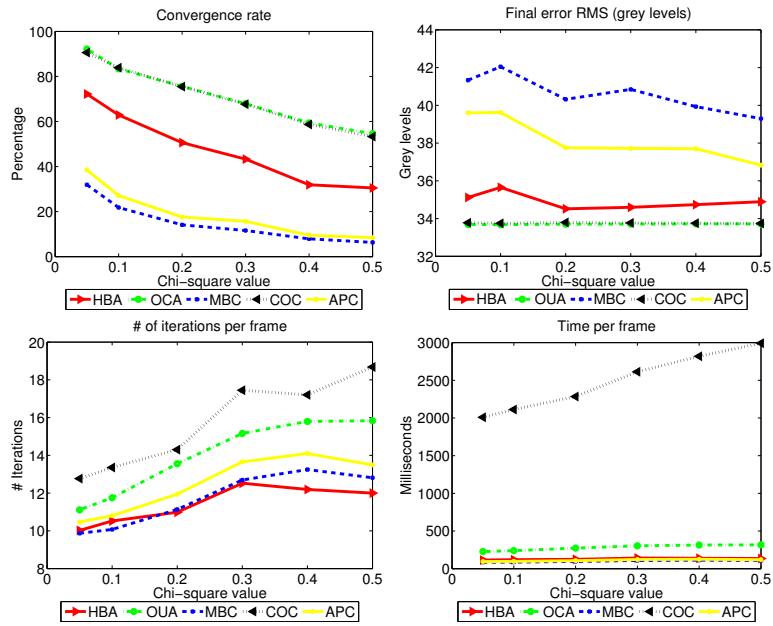 Convergence rate
Percentage
100
80
60
40
20
0
0 0.1 0.2 0.3 0.4 0.5
Chi-square value
HBA OCA MBC COC APC
Final error RMS (grey levels)
Grey levels
44
42
40
38
36
34
32
0 0.1 0.2 0.3 0.4 0.5
Chi-square value
HBA OUA MBC COC APC
# of iterions per frame
# Iterations
20
18
16
14
12
10
8
0 0.1 0.2 0.3 0.4 0.5
Chi-square value
HBA OUA MBC COC APC
Time per frame
Milliseconds
3000
2500
2000
1500
1000
500
0
0 0.1 0.2 0.3 0.4 0.5
Chi-square value
HBA OCA MBC COC APC